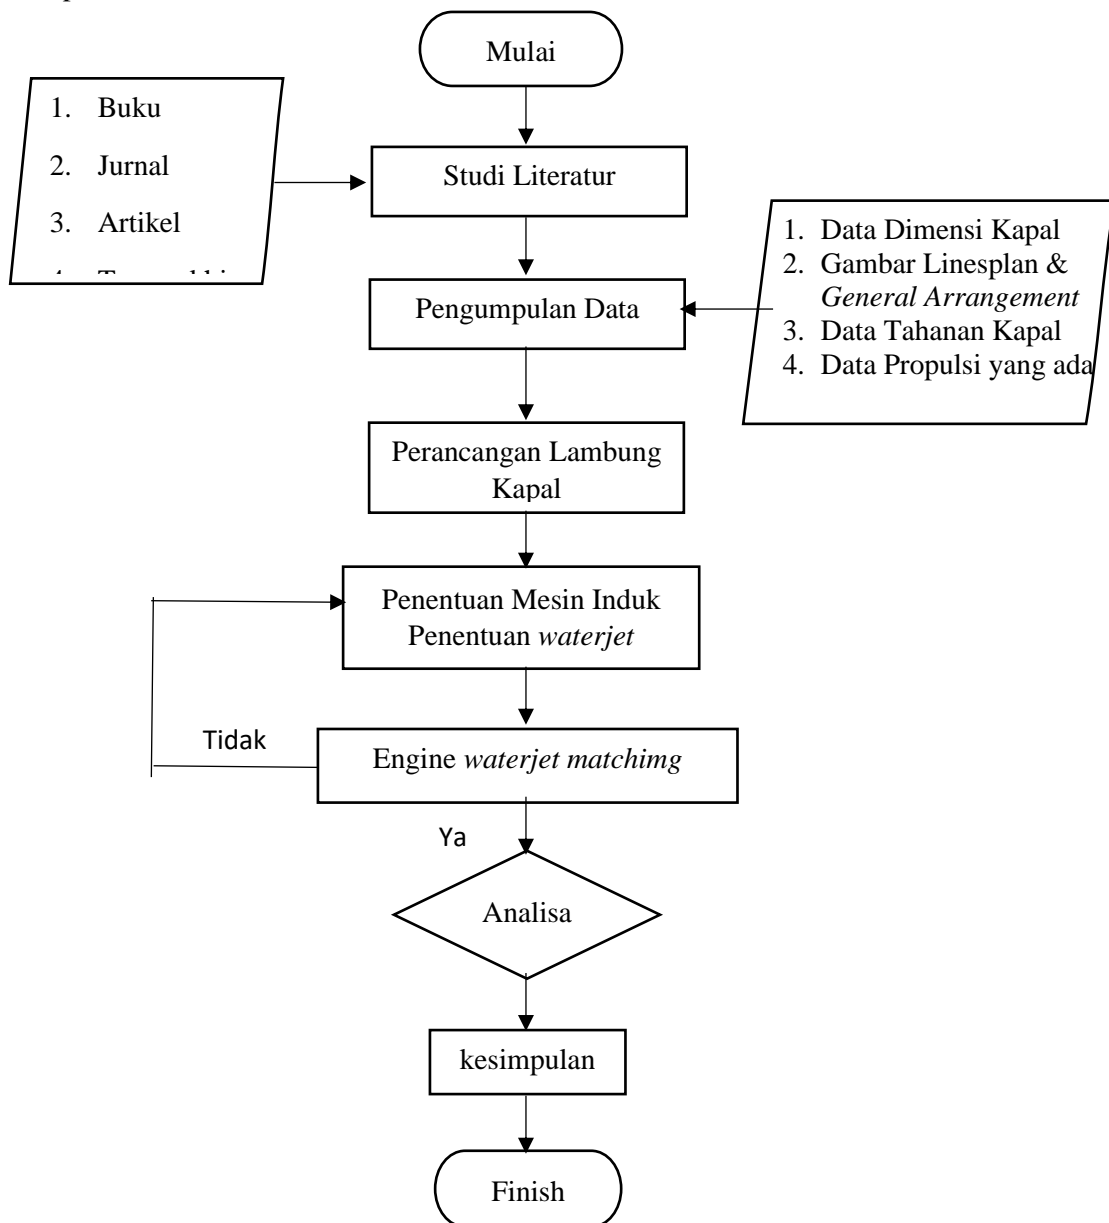 Mulai
1. Buku
2. Jurnal
3. Artikel
Studi Literatur
1. Data Dimensi Kapal
2. Gambar Linesplan &
General Arrangement
3. Data Tahanan Kapal
4. Data Propulsi yang ada
Pengumpulan Data
Perancangan Lambung
Kapal
Penentuan Mesin Induk
Penentuan waterjet
Tidak
Engine waterjet matchimg
Ya
Analisa
kesimpulan
Finish